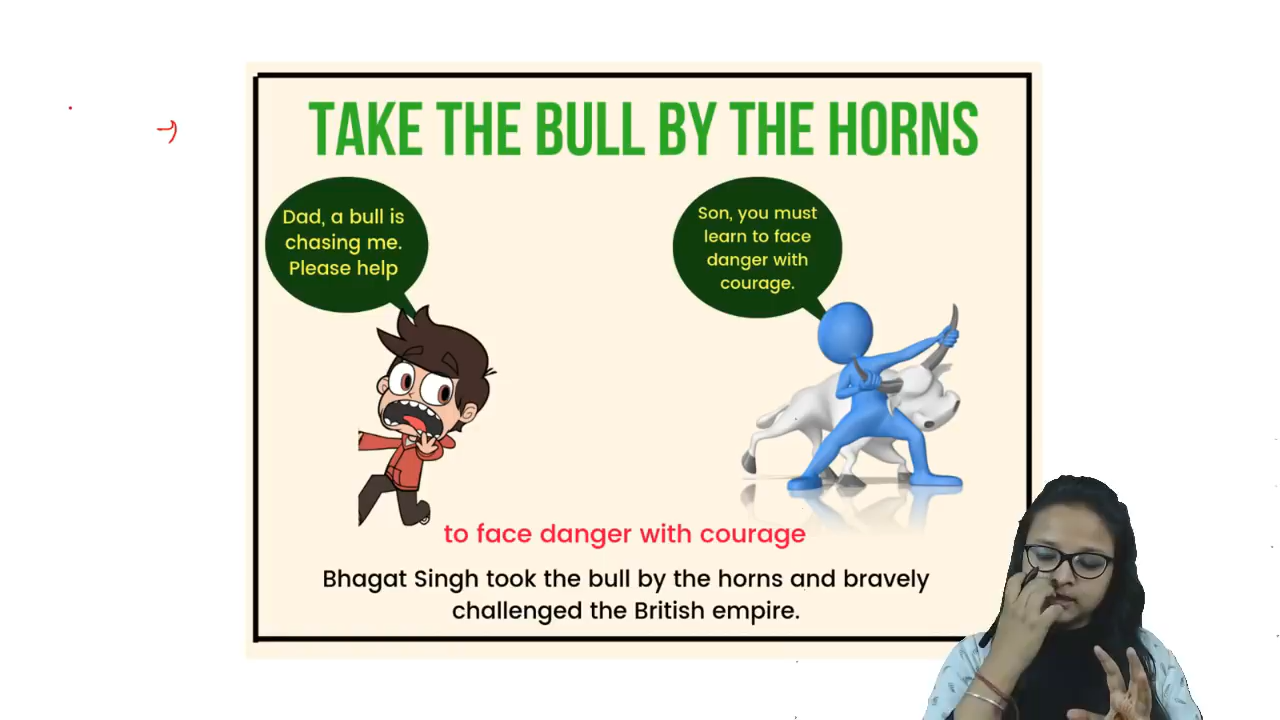 TAKE THE BULL BY THE HORNS
Dad, a bull is
chasing me.
Please help
Son, you must
learn to face
danger with
courage.
to face danger with courage
Bhagat Singh took the bull by the horns and bravely
challenged the British empire.